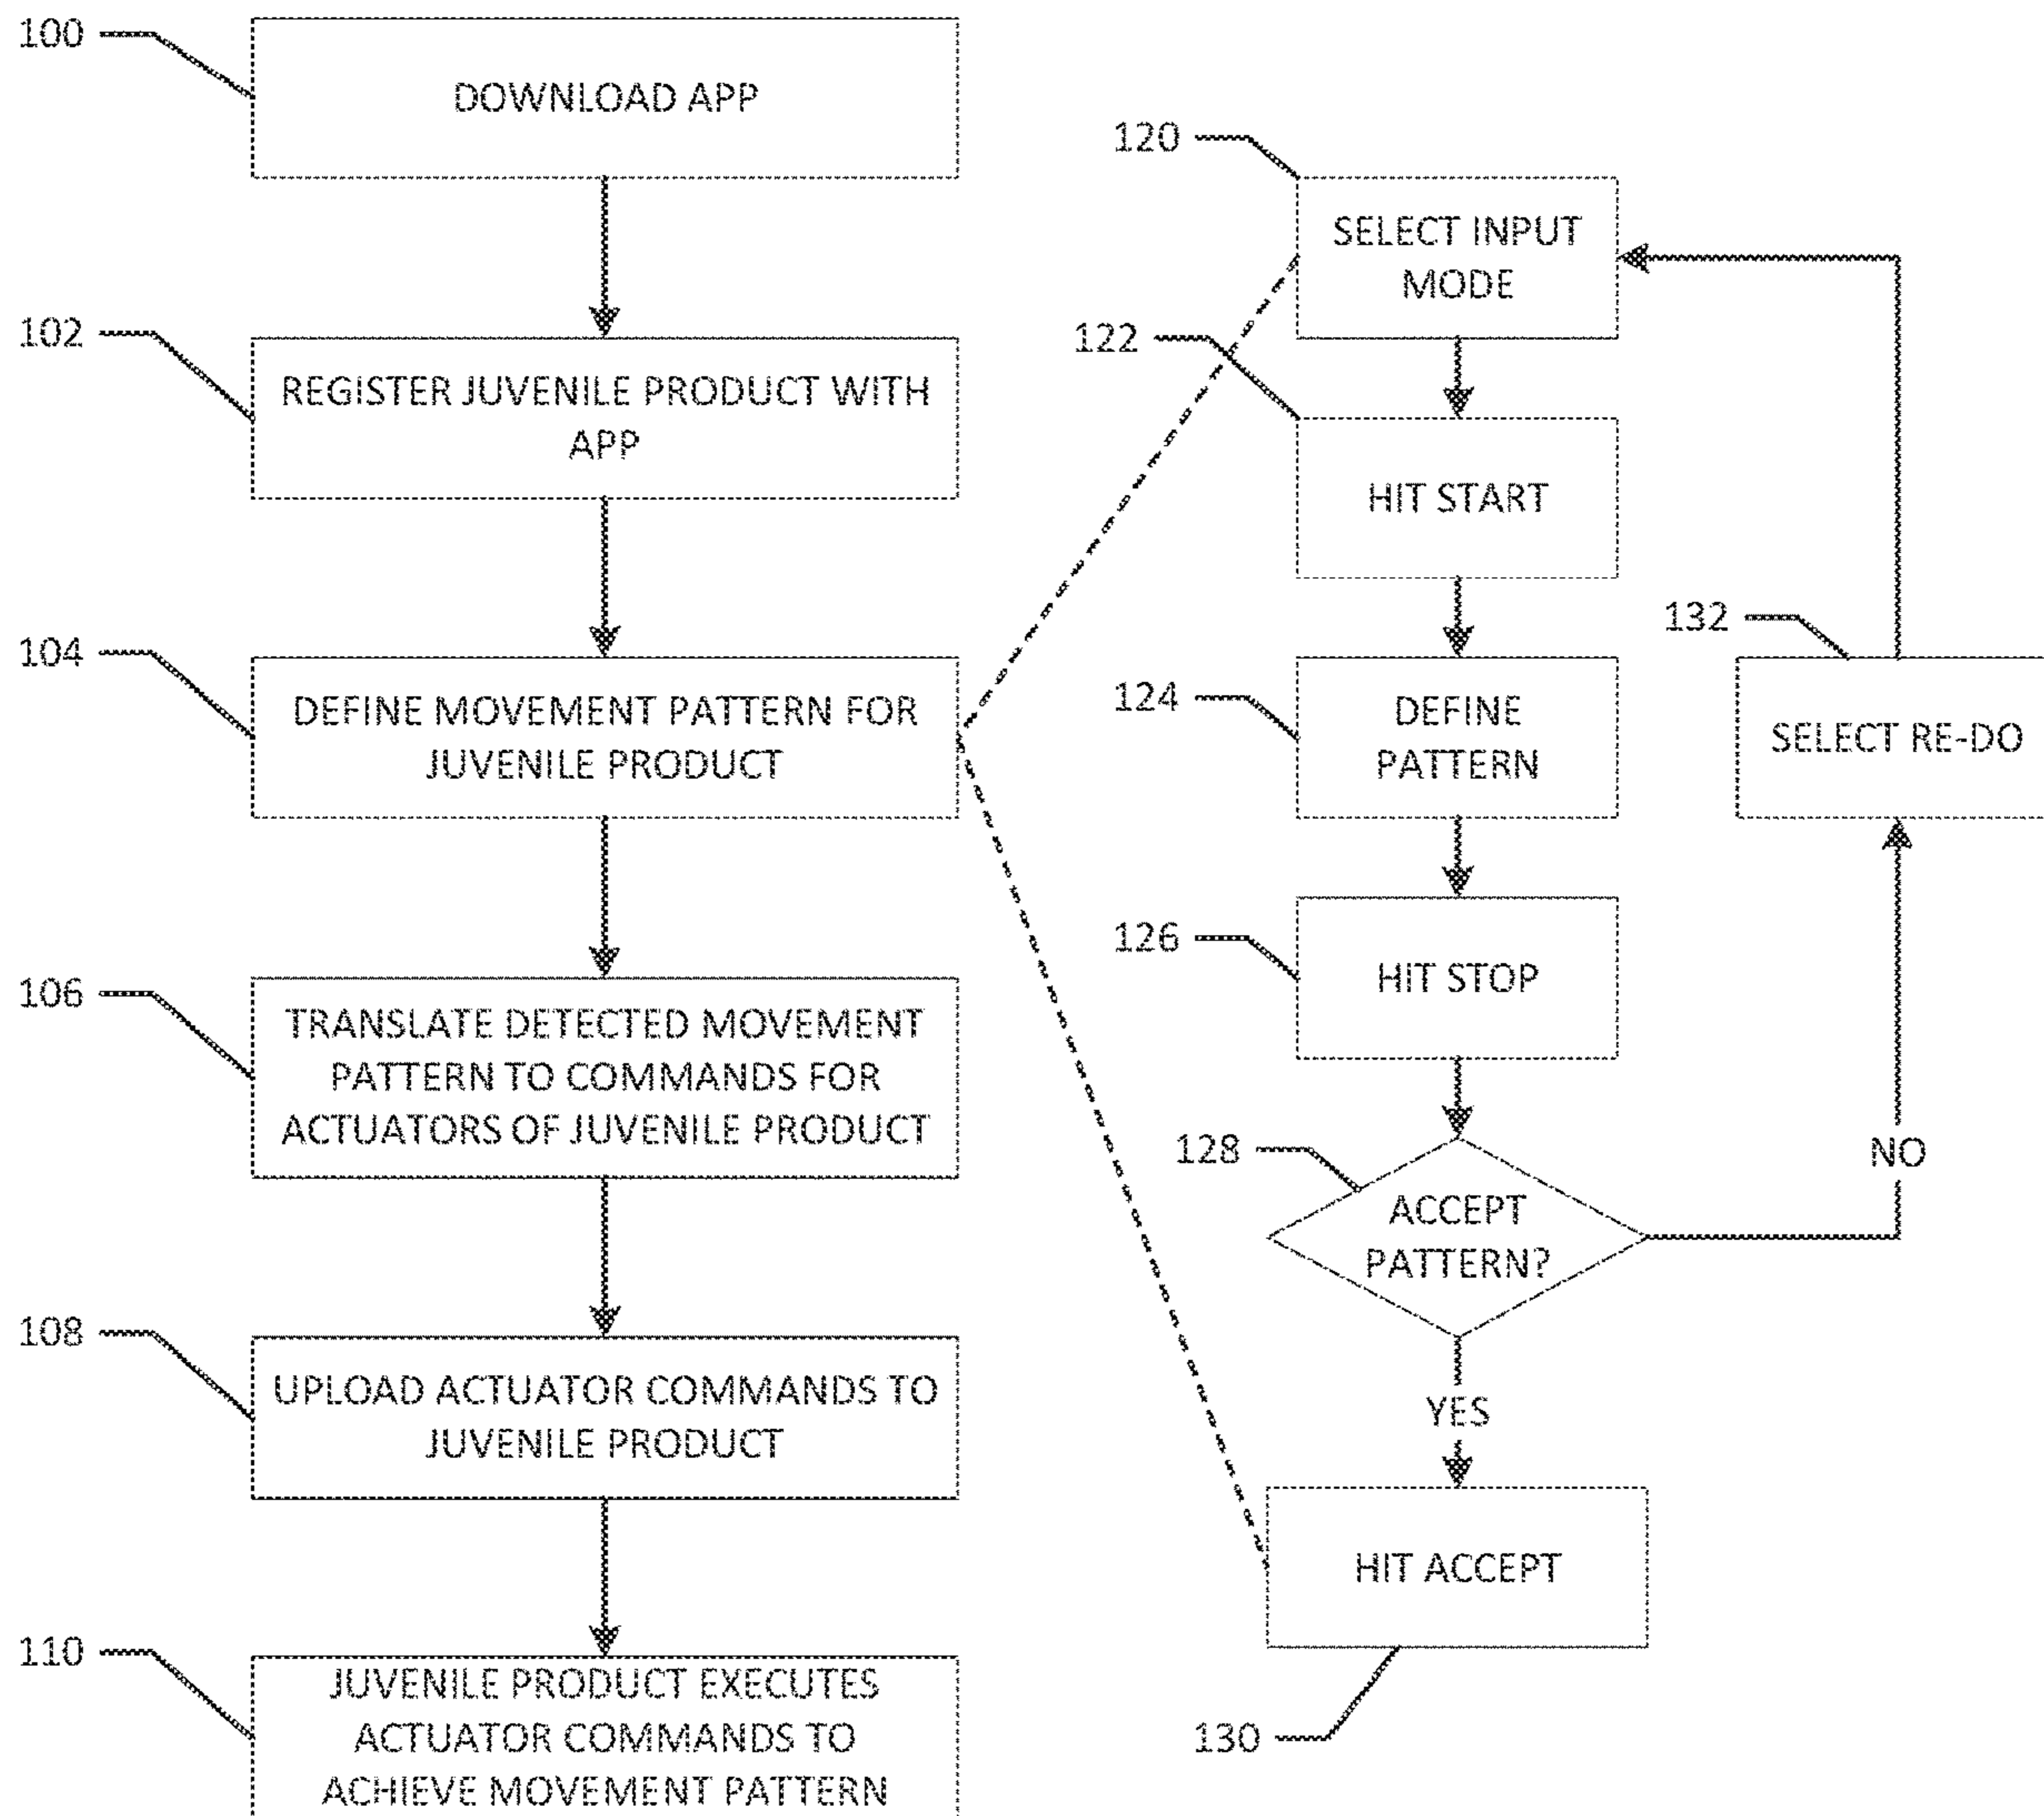 100
DOWNLOAD APP
102
REGISTER JUVENILE PRODUCT WITH
APP
104
DEFINE MOVEMENT PATTERN FOR
JUVENILE PRODUCT
106
TRANSLATE DETECTED MOVEMENT
PATTERN TO COMMANDS FOR
ACTUATORS OF JUVENILE PRODUCT
108
UPLOAD ACTUATOR COMMANDS TO
JUVENILE PRODUCT
110
JUVENILE PRODUCT EXECUTES
ACTUATOR COMMANDS TO
ACHIEVE MOVEMENT PATTERN
120
SELECT INPUT
MODE
122
HIT START
124
DEFINE
PATTERN
126
HIT STOP
128
ACCEPT
PATTERN?
YES
HIT ACCEPT
130
NO
132
SELECT RE-DO